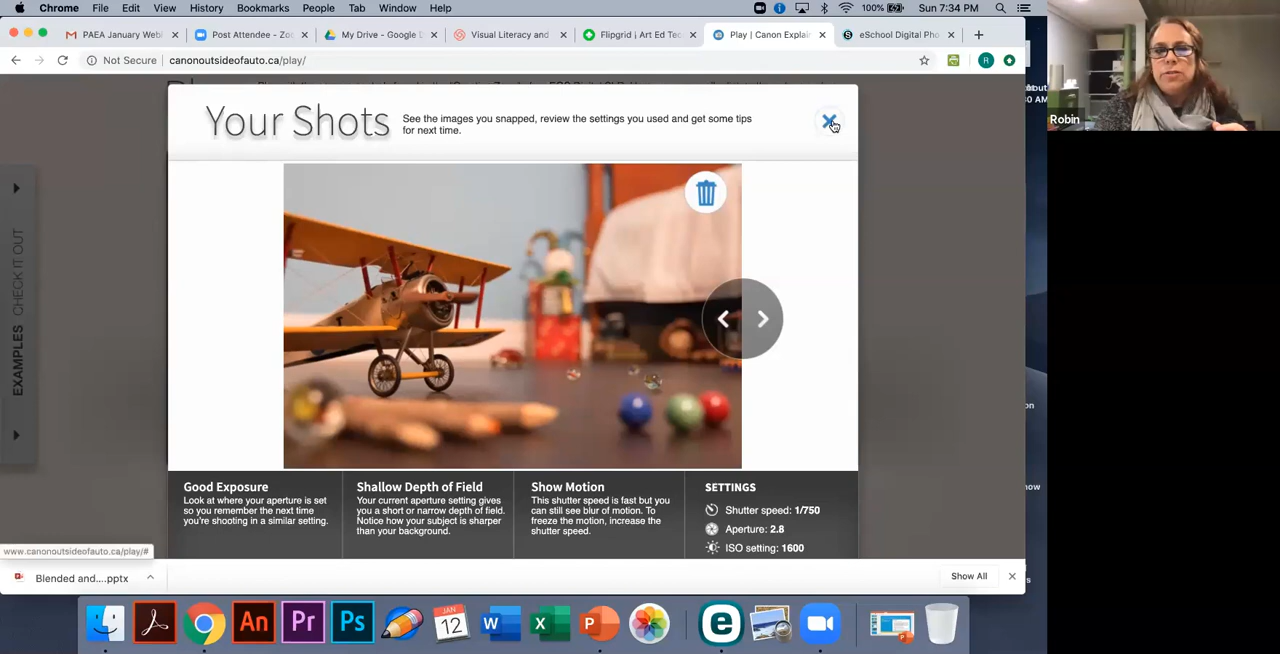 Chrome File Edit View History Bookmarks People Tab Window Help
100% Sun 7:34 PM
PAEA January Webi
Post Attendee - Zoo
My Drive - Google D
Visual Literacy and
Flipgrid | Art Ed Tec
Play | Canon Explain
eSchool Digital Pho
Not Secure canonoutsideofauto.ca/play/
R
Your Shots
See the images you snapped, review the settings you used and get some tips
for next time.
Robin
EXAMPLES CHECK IT OUT
Good Exposure
Look at where your aperture is set
so you remember the next time
you're shooting in a similar setting.
Shallow Depth of Field
Your current aperture setting gives
you a short or narrow depth of field.
Notice how your subject is sharper
than your background.
Show Motion
This shutter speed is fast but you
can still see blur of motion. To
freeze the motion, increase the
shutter speed.
SETTINGS
Shutter speed: 1/750
Aperture: 2.8
ISO setting: 1600
www.canonoutsideofauto.ca/play/#
Blended and....pptx
Show All
An
Pr
Ps
JAN
12
W
X
P
e